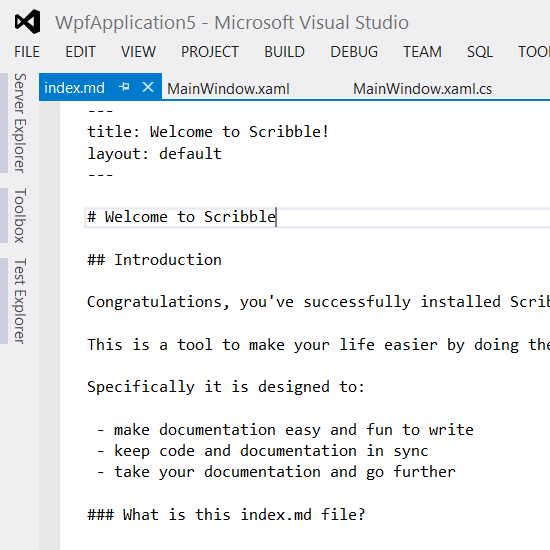 WpfApplication5 - Microsoft Visual Studio
FILE EDIT VIEW PROJECT BUILD DEBUG TEAM SQL TOO
index.md MainWindow.xaml MainWindow.xaml.cs
Server Explorer
Toolbox
Test Explorer
---
title: Welcome to Scribble!
layout: default
---
# Welcome to Scribble
## Introduction
Congratulations, you've successfully installed Scrib
This is a tool to make your life easier by doing the
Specifically it is designed to:
- make documentation easy and fun to write
- keep code and documentation in sync
- take your documentation and go further
### What is this index.md file?